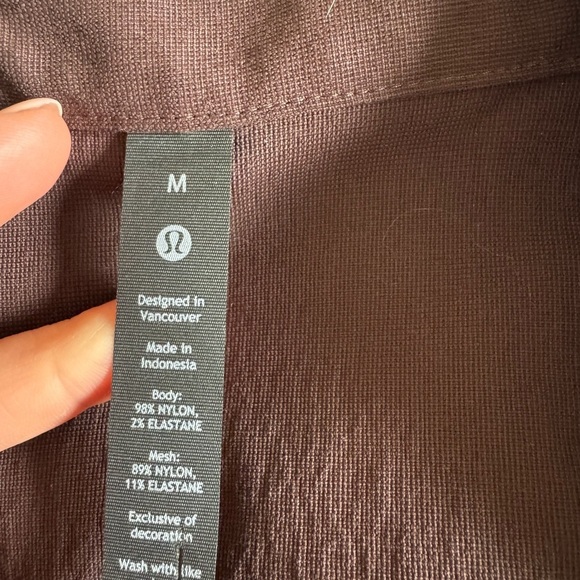 M
Designed in
Vancouver
Made in
Indonesia
Body:
98% NYLON,
2% ELASTANE
Mesh:
89% NYLON,
11% ELASTANE
Exclusive of
decoration
Wash with like